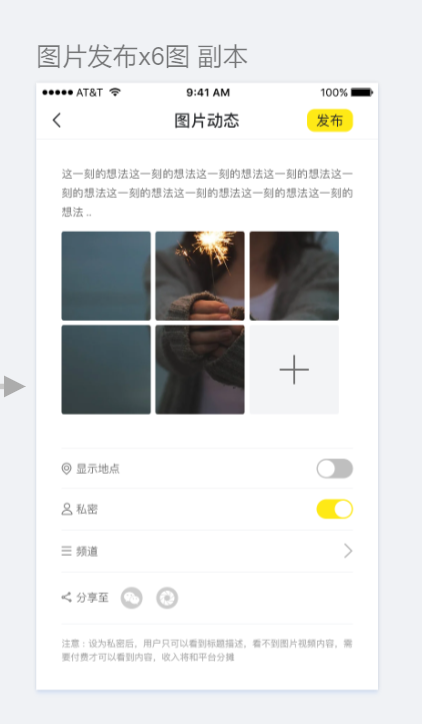 图片发布x6图 副本
AT&T
9:41 AM
100%
图片动态
发布
这一刻的想法这一刻的想法这一刻的想法这一刻的想法这一
刻的想法这一刻的想法这一刻的想法这一刻的想法这一刻的
想法 ..
显示地点
私密
频道
分享至
注意：设为私密后，用户只可以看到标题描述，看不到图片视频内容，需
要付费才可以看到内容，收入将和平台分摊